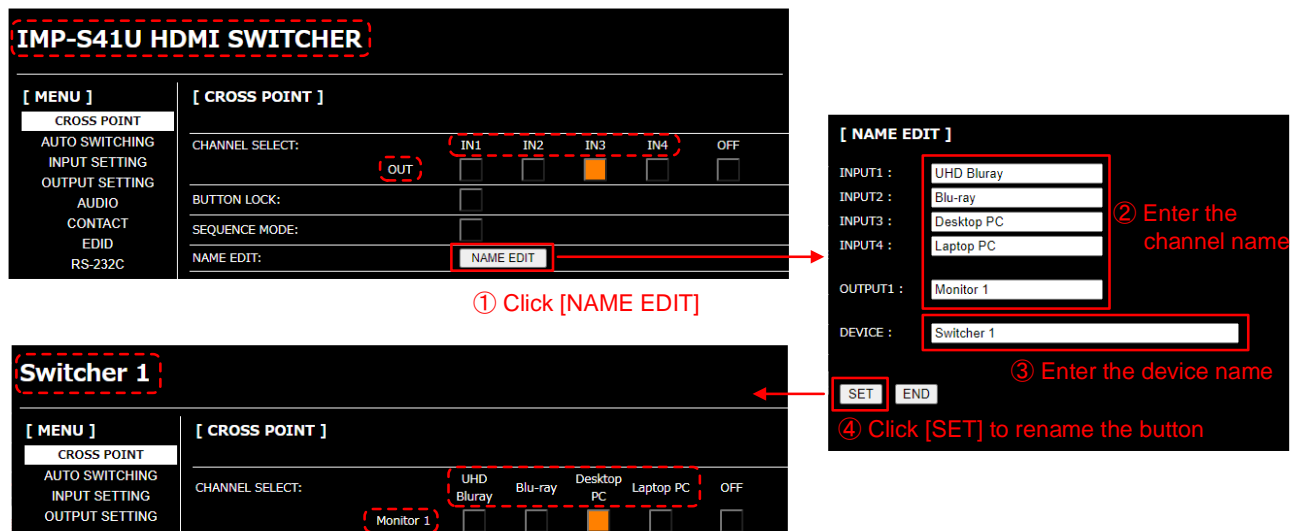 IMP-S41U HDMI SWITCHER
[ MENU ]
CROSS POINT
AUTO SWITCHING
INPUT SETTING
OUTPUT SETTING
AUDIO
CONTACT
EDID
RS-232C
[ CROSS POINT ]
CHANNEL SELECT:
IN1 IN2 IN3 IN4 OFF
OUT
BUTTON LOCK:
SEQUENCE MODE:
NAME EDIT: NAME EDIT
① Click [NAME EDIT]
[ NAME EDIT ]
INPUT1 : UHD Bluray
INPUT2 : Blu-ray
INPUT3 : Desktop PC
INPUT4 : Laptop PC
OUTPUT1 : Monitor 1
② Enter the
channel name
DEVICE : Switcher 1
③ Enter the device name
SET END
④ Click [SET] to rename the button
Switcher 1
[ MENU ]
CROSS POINT
AUTO SWITCHING
INPUT SETTING
OUTPUT SETTING
[ CROSS POINT ]
CHANNEL SELECT:
UHD Bluray Blu-ray Desktop PC Laptop PC OFF
Monitor 1